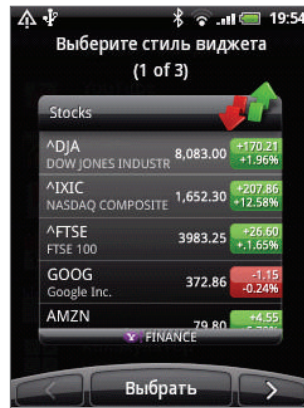 19:54
Выберите стиль виджета
(1 of 3)
Stocks
^DJA 8,083.00 +170.21
DOW JONES INDUSTR +1.96%
^IXIC 1,652.30 +207.86
NASDAQ COMPOSITE +12.58%
^FTSE 3983.25 +26.60
FTSE 100 +.1.65%
GOOG 372.86 -1.15
Google Inc. -0.24%
AMZN 79.80 +4.55
Y! FINANCE
Выбрать